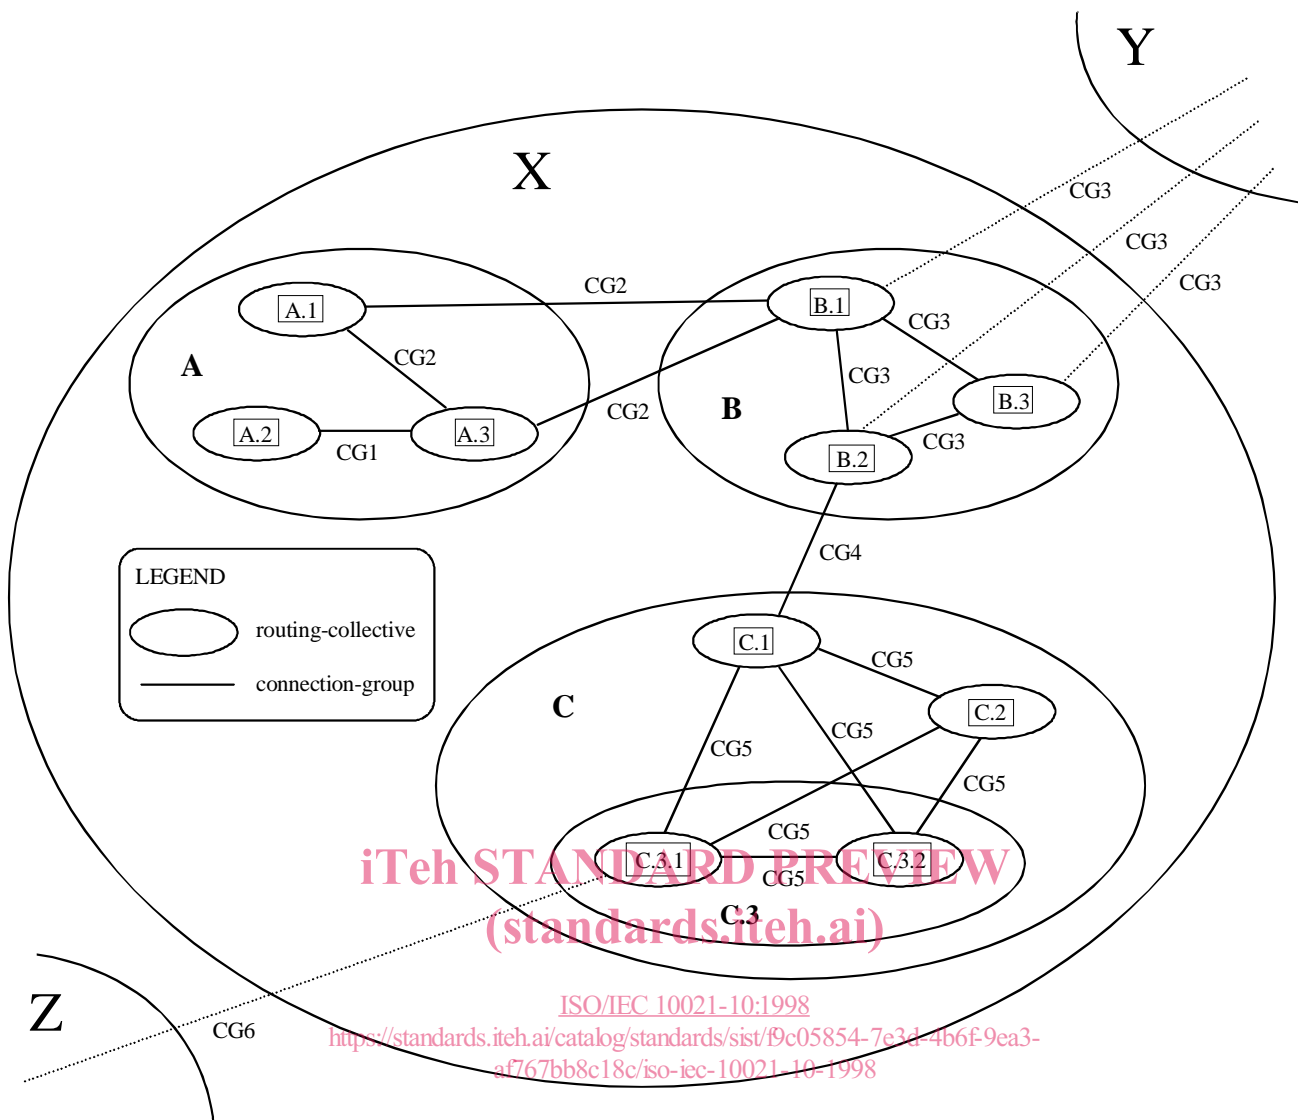 Y
X
CG3
CG3
CG3
CG2
A.1
B.1
CG3
CG2
A
CG3
B.3
CG2
B
A.2
A.3
CG3
CG1
B.2
CG4
LEGEND
routing-collective
connection-group
C.1
CG5
C
C.2
CG5
CG5
CG5
CG5
C.3.1
C.3.2
iTeh STANDARD PREVIEW
CG5
C.3
(standards.iteh.ai)
Z
CG6
ISO/IEC 10021-10:1998
https://standards.iteh.ai/catalog/standards/sist/f9c05854-7e3d-4b6f-9ea3-
af767bb8c18c/iso-iec-10021-10-1998